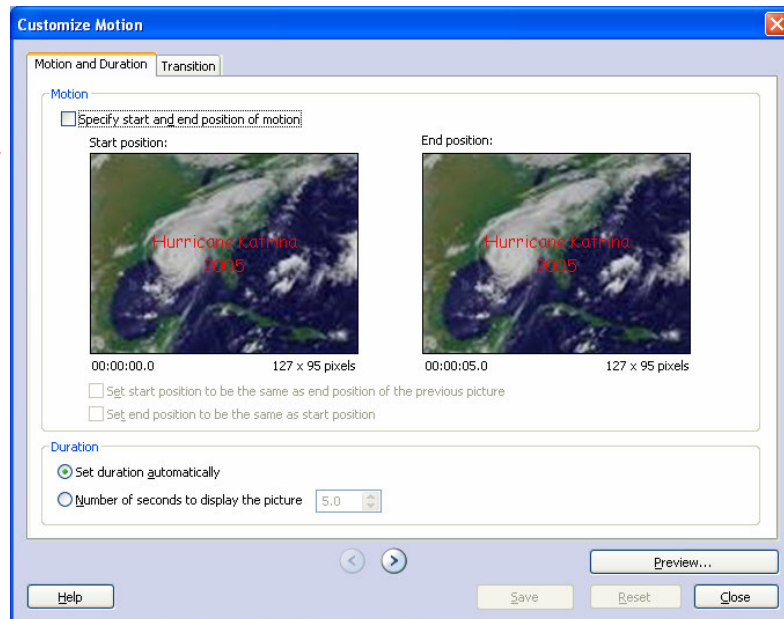 Customize Motion
Motion and Duration Transition
Motion
Specify start and end position of motion
Start position: End position:
Hurricane Katrina Hurricane Katrina
2005 2005
00:00:00.0 127 x 95 pixels 00:00:05.0 127 x 95 pixels
Set start position to be the same as end position of the previous picture
Set end position to be the same as start position
Duration
Set duration automatically
Number of seconds to display the picture 5.0
Preview...
Help Save Reset Close